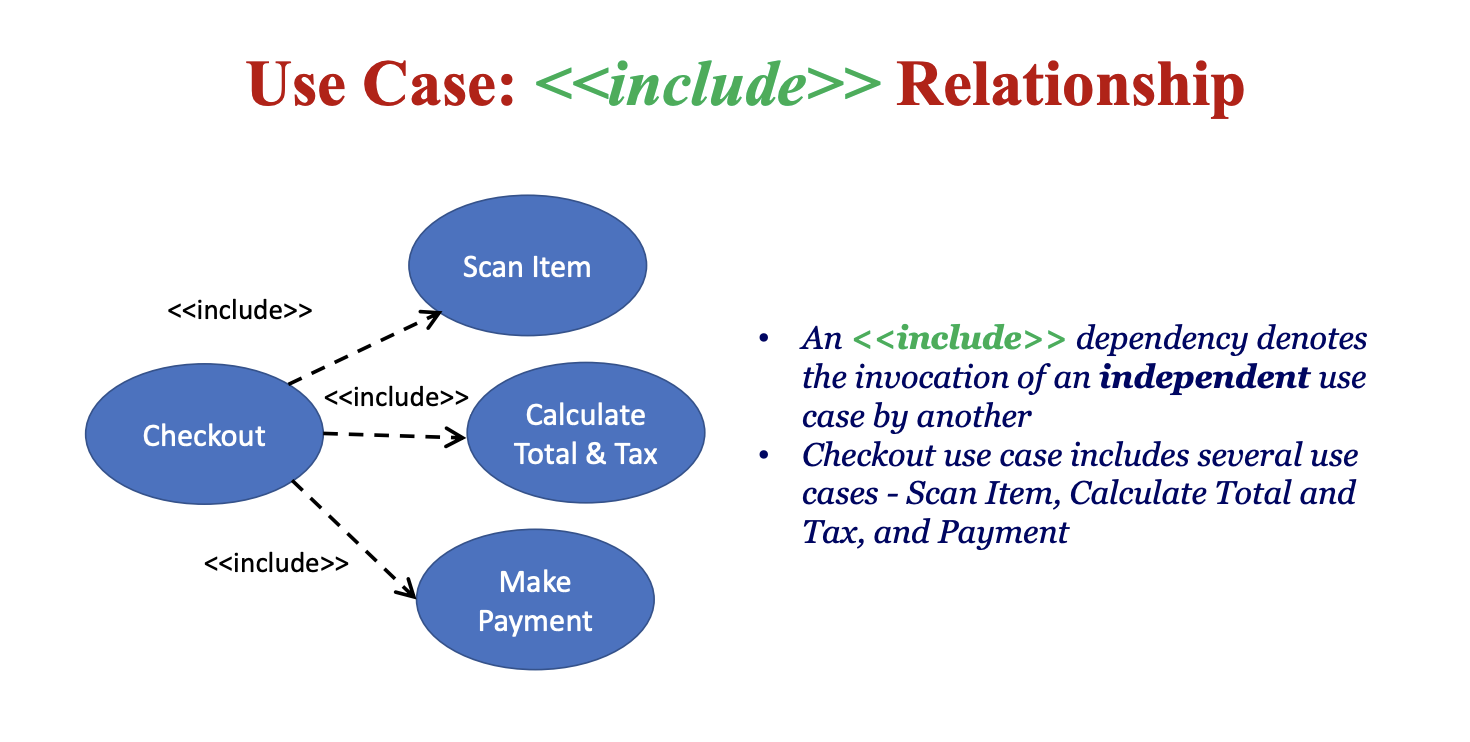 Use Case: <<include>> Relationship
Scan Item
<<include>>
<<include>>
Checkout
Calculate
Total & Tax
<<include>>
Make
Payment
• An <<include>> dependency denotes
the invocation of an independent use
case by another
• Checkout use case includes several use
cases - Scan Item, Calculate Total and
Tax, and Payment